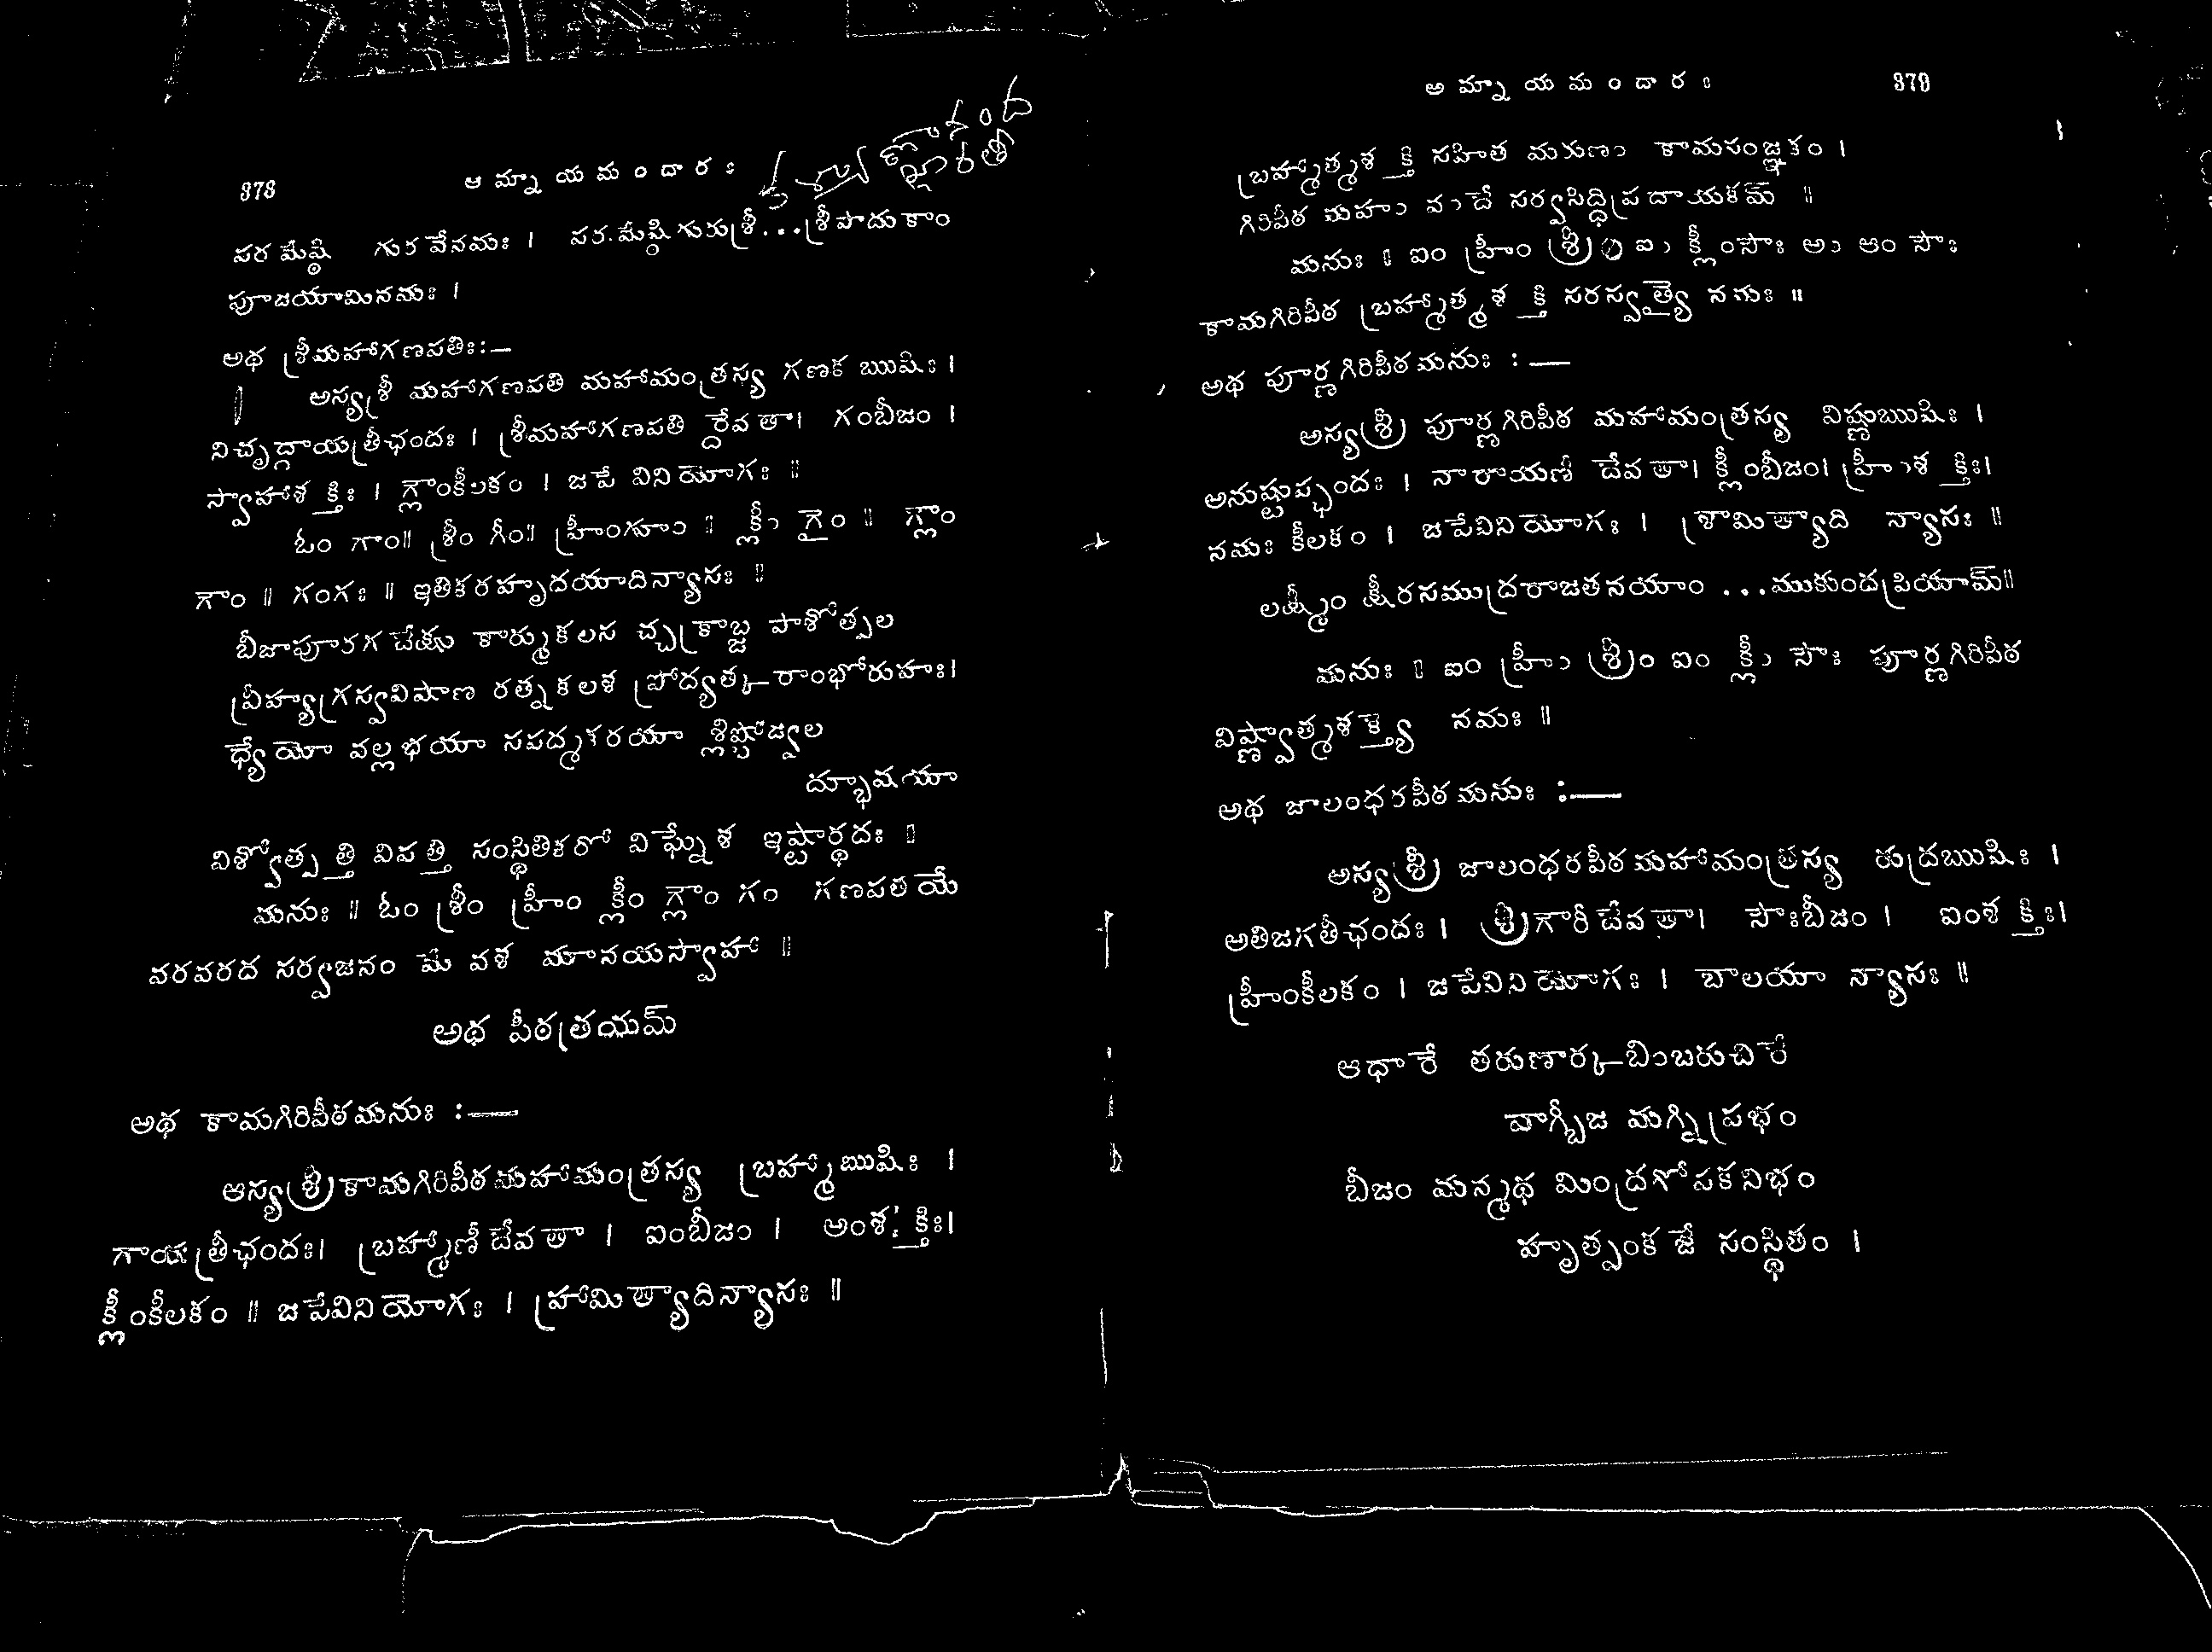 378
ఆమ్నాయమందారః
పరమేష్ఠి గురవేనమః । పరమేష్ఠిగురుశ్రీ...శ్రీపాదుకాం
పూజయామినమః ।
అథ శ్రీమహాగణపతిః:—
అస్యశ్రీ మహాగణపతి మహామంత్రస్య గణక ఋషిః ।
నిచృద్గాయత్రీఛందః । శ్రీమహాగణపతి ర్దేవతా। గంబీజం ।
స్వాహాశక్తిః । గ్లాంకీలకం । జపే వినియోగః ॥
ఓం గాం॥ శ్రీం గీం॥ హ్రీంగూం ॥ క్లీం గైం ॥ గ్లాం
గాం ॥ గంగః ॥ ఇతికరహృదయాదిన్యాసః ॥
బీజాపూరగదేక్షు కార్ముకలస చ్చక్రాబ్జ పాశోత్పల
వ్రీహ్యగ్రస్వవిషాణ రత్నకలశ ప్రోద్యత్కరాంభోరుహః।
ధ్యేయో వల్లభయా సపద్మకరయా శ్లిష్టోజ్వల
ద్భూషయా
విశ్వోత్పత్తి విపత్తి సంస్థితికరో విఘ్నేశ ఇష్టార్థదః ॥
మనుః ॥ ఓం శ్రీం హ్రీం క్లీం గ్లాం గం గణపతయే
వరవరద సర్వజనం మే వశ మానయస్వాహా ॥
అథ పీఠత్రయమ్
అథ కామగిరిపీఠమనుః :—
ఆస్యశ్రీకామగిరిపీఠమహామంత్రస్య బ్రహ్మాఋషిః ।
గాయత్రీఛందః। బ్రహ్మాణీదేవతా । ఐంబీజం । అంశక్తిః।
క్లీంకీలకం ॥ జపేవినియోగః । హ్రామిత్యాదిన్యాసః ॥
అమ్నాయమందారః
379
బ్రహ్మాత్మశక్తి సహిత మరుణం కామసంజ్ఞకం ।
గిరిపీఠ మహం వందే సర్వసిద్ధిప్రదాయకమ్ ॥
మనుః ॥ ఐం హ్రీం శ్రీం ఐం క్లీంసౌః అం ఆం సౌః
కామగిరిపీఠ బ్రహ్మాత్మశక్తి సరస్వత్యై నమః ॥
అథ పూర్ణగిరిపీఠమనుః :—
అస్యశ్రీ పూర్ణగిరిపీఠ మహామంత్రస్య విష్ణుఋషిః ।
అనుష్టుప్ఛందః । నారాయణీ దేవతా। క్లీంబీజం। హ్రీంశక్తిః।
నమః కీలకం । జపేవినియోగః । శ్రామిత్యాది న్యాసః ॥
లక్ష్మీం క్షీరసముద్రరాజతనయాం ...ముకుందప్రియామ్॥
మనుః ॥ ఐం హ్రీం శ్రీం ఐం క్లీం సౌః పూర్ణగిరిపీఠ
విష్ణ్వాత్మశక్త్యై నమః ॥
అథ జాలంధరపీఠమనుః :—
అస్యశ్రీ జాలంధరపీఠమహామంత్రస్య రుద్రఋషిః ।
అతిజగతీఛందః । శ్రీగౌరీదేవతా। సౌఃబీజం । ఐంశక్తిః।
హ్రీంకీలకం । జపేవినియోగః । బాలయా న్యాసః ॥
ఆధారే తరుణార్కబింబరుచిరే
వాగ్బీజ మగ్నిప్రభం
బీజం మన్మథ మింద్రగోపకనిభం
హృత్పంకజే సంస్థితం ।